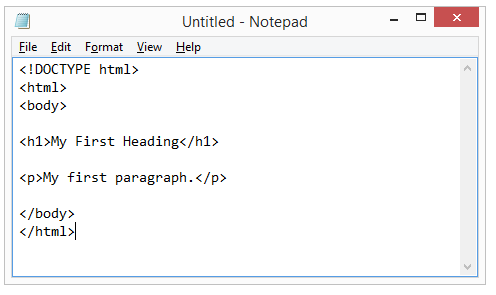 Untitled - Notepad
File Edit Format View Help
<!DOCTYPE html>
<html>
<body>
<h1>My First Heading</h1>
<p>My first paragraph.</p>
</body>
</html>